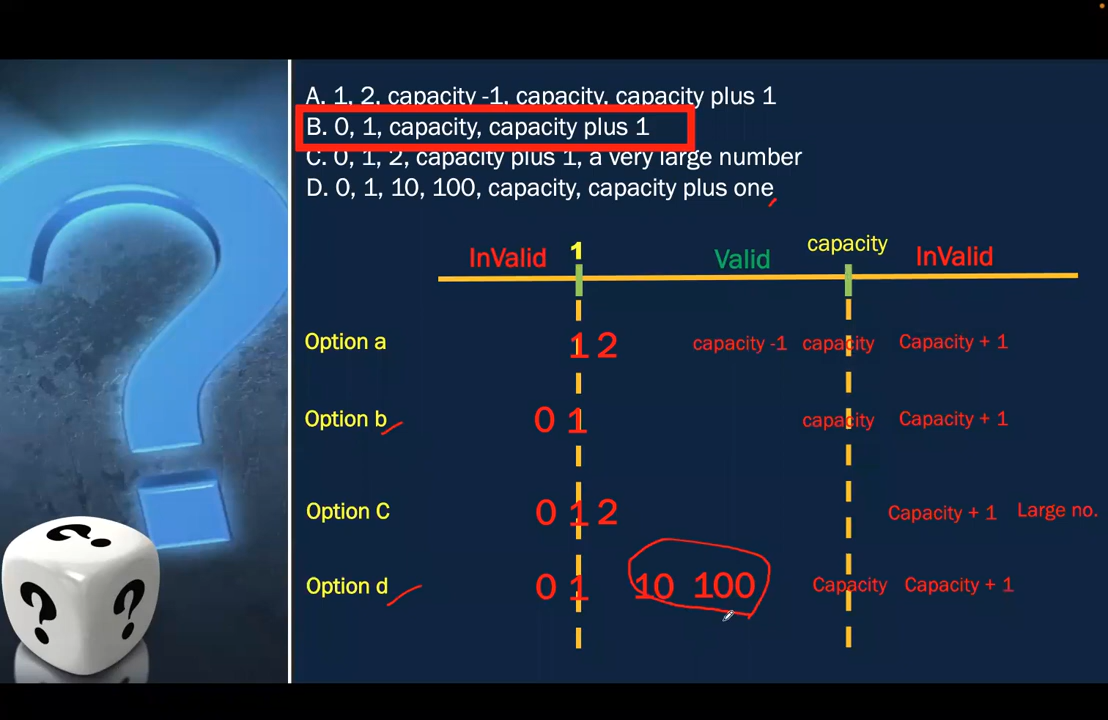 A. 1, 2, capacity -1, capacity, capacity plus 1
B. 0, 1, capacity, capacity plus 1
C. 0, 1, 2, capacity plus 1, a very large number
D. 0, 1, 10, 100, capacity, capacity plus one
InValid 1 Valid capacity InValid
Option a 1 2 capacity -1 capacity Capacity + 1
Option b 0 1 capacity Capacity + 1
Option C 0 1 2 Capacity + 1 Large no.
Option d 0 1 10 100 Capacity Capacity + 1
? ? ?